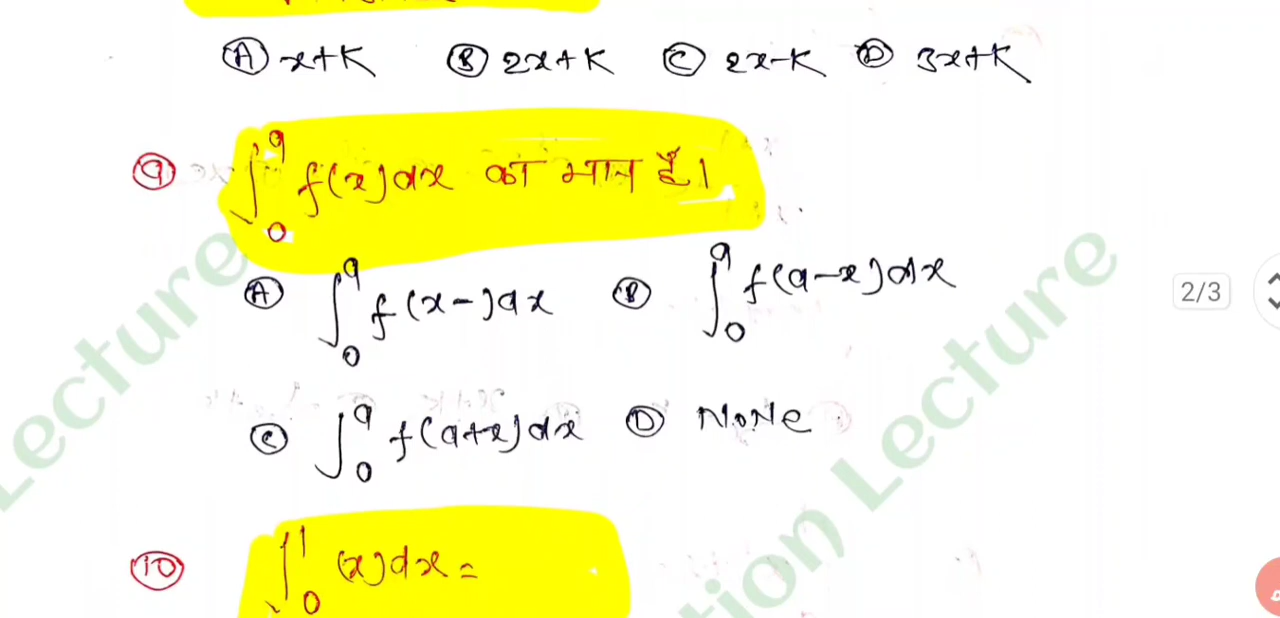 Ⓐ x+K Ⓑ 2x+K Ⓒ 2x-K Ⓓ 3x+K
⑨ ∫₀ᵃ f(x)dx का मान है।
Ⓐ ∫₀ᵃ f(x-)dx Ⓑ ∫₀ᵃ f(a-x)dx
2/3
Ⓒ ∫₀ᵃ f(a+x)dx Ⓓ NoNe
⑩ ∫₀¹ (x)dx =
Lecture
tion Lecture